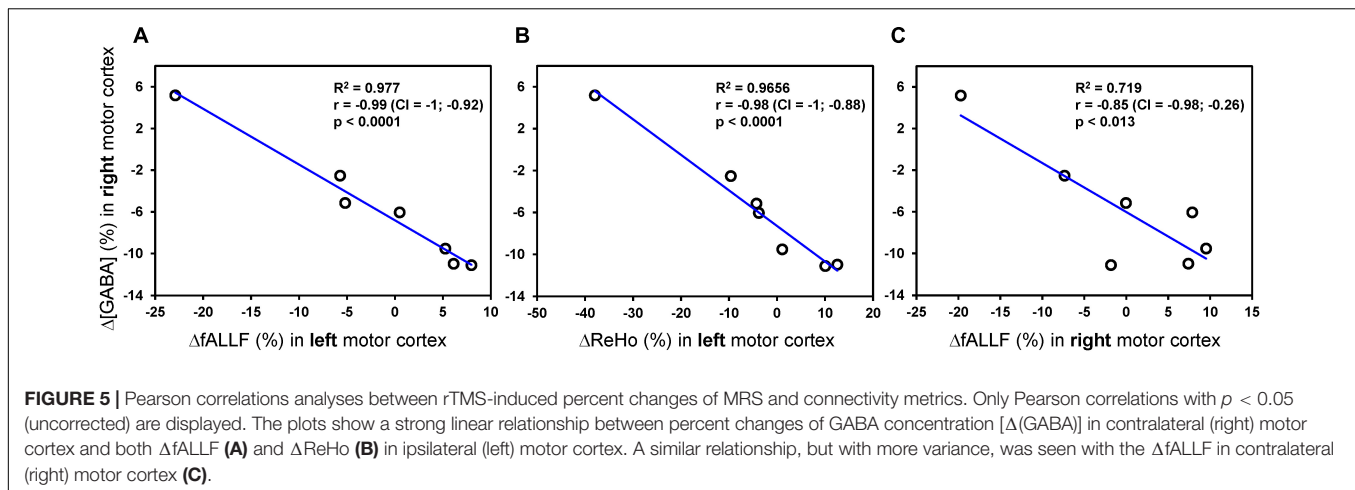 A
R² = 0.977
r = -0.99 (CI = -1; -0.92)
p < 0.0001
6
2
-2
-6
-10
-14
-25 -20 -15 -10 -5 0 5 10
Δ[GABA] (%) in right motor cortex
ΔfALLF (%) in left motor cortex
B
R² = 0.9656
r = -0.98 (CI = -1; -0.88)
p < 0.0001
6
2
-2
-6
-10
-14
-50 -40 -30 -20 -10 0 10 20
ΔReHo (%) in left motor cortex
C
R² = 0.719
r = -0.85 (CI = -0.98; -0.26)
p < 0.013
6
2
-2
-6
-10
-14
-20 -15 -10 -5 0 5 10 15
ΔfALLF (%) in right motor cortex
FIGURE 5 | Pearson correlations analyses between rTMS-induced percent changes of MRS and connectivity metrics. Only Pearson correlations with p < 0.05
(uncorrected) are displayed. The plots show a strong linear relationship between percent changes of GABA concentration [Δ(GABA)] in contralateral (right) motor
cortex and both ΔfALLF (A) and ΔReHo (B) in ipsilateral (left) motor cortex. A similar relationship, but with more variance, was seen with the ΔfALLF in contralateral
(right) motor cortex (C).